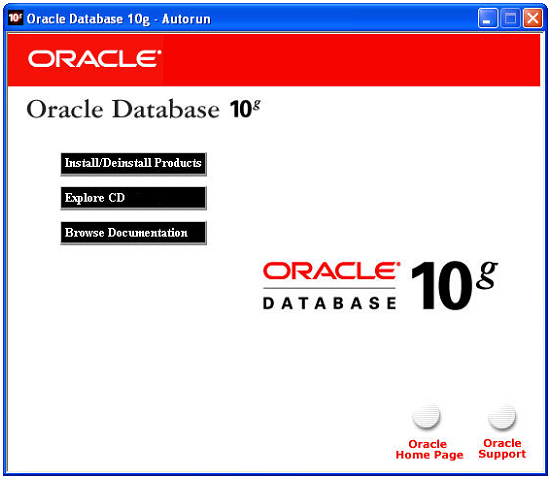 10g Oracle Database 10g - Autorun
ORACLE
Oracle Database 10g
Install/Deinstall Products
Explore CD
Browse Documentation
ORACLE
DATABASE
10g
Oracle
Home Page
Oracle
Support